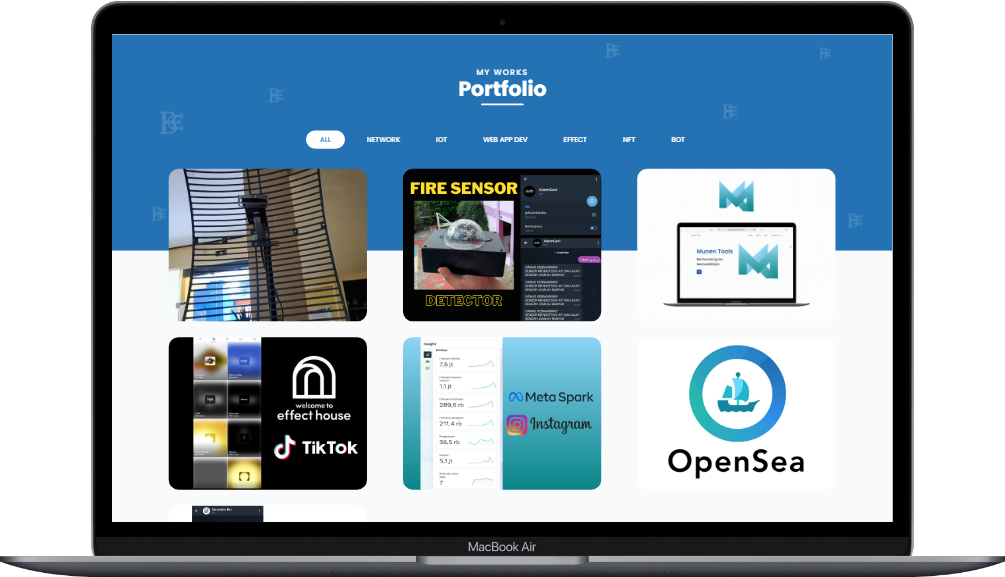 MY WORKS
Portfolio
ALL
NETWORK
IOT
WEB APP DEV
EFFECT
NFT
BOT
FIRE SENSOR
DETECTOR
AlarmGas
Notifications
Munen Tools
welcome to
effect house
TikTok
Insight
7,5 jt
1,1 jt
289,6 rb
211,4 rb
36,5 rb
5,1 jt
7
Meta Spark
Instagram
OpenSea
MacBook Air